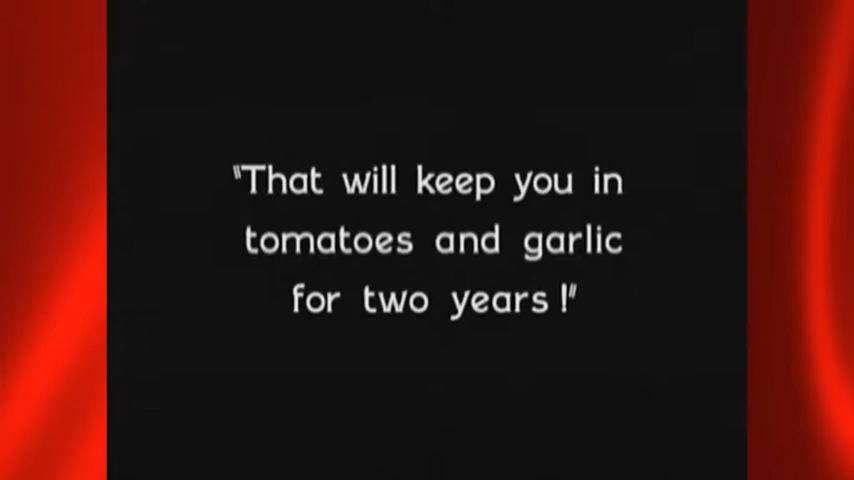 "That will keep you in
tomatoes and garlic
for two years!"